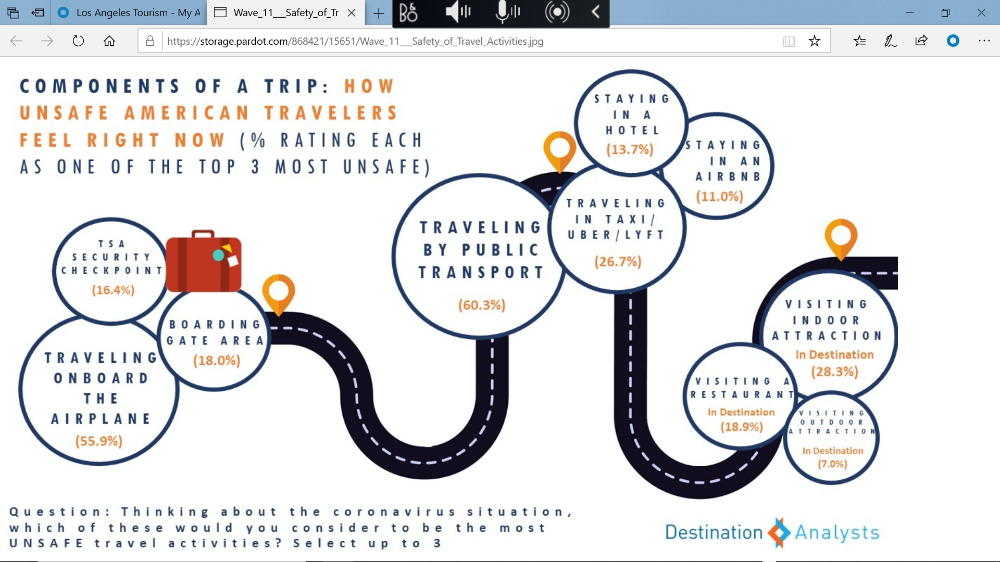 Los Angeles Tourism - My A
Wave_11__Safety_of_Tr
B&O
https://storage.pardot.com/868421/15651/Wave_11__Safety_of_Travel_Activities.jpg
COMPONENTS OF A TRIP: HOW
UNSAFE AMERICAN TRAVELERS
FEEL RIGHT NOW (% RATING EACH
AS ONE OF THE TOP 3 MOST UNSAFE)
TSA
SECURITY
CHECKPOINT
(16.4%)
BOARDING
GATE AREA
(18.0%)
TRAVELING
ONBOARD
THE
AIRPLANE
(55.9%)
TRAVELING
BY PUBLIC
TRANSPORT
(60.3%)
STAYING
IN A
HOTEL
(13.7%)
STAYING
IN AN
AIRBNB
(11.0%)
TRAVELING
IN TAXI/
UBER/LYFT
(26.7%)
VISITING
INDOOR
ATTRACTION
In Destination
(28.3%)
VISITING A
RESTAURANT
In Destination
(18.9%)
VISITING
OUTDOOR
ATTRACTION
In Destination
(7.0%)
Question: Thinking about the coronavirus situation,
which of these would you consider to be the most
UNSAFE travel activities? Select up to 3
Destination Analysts